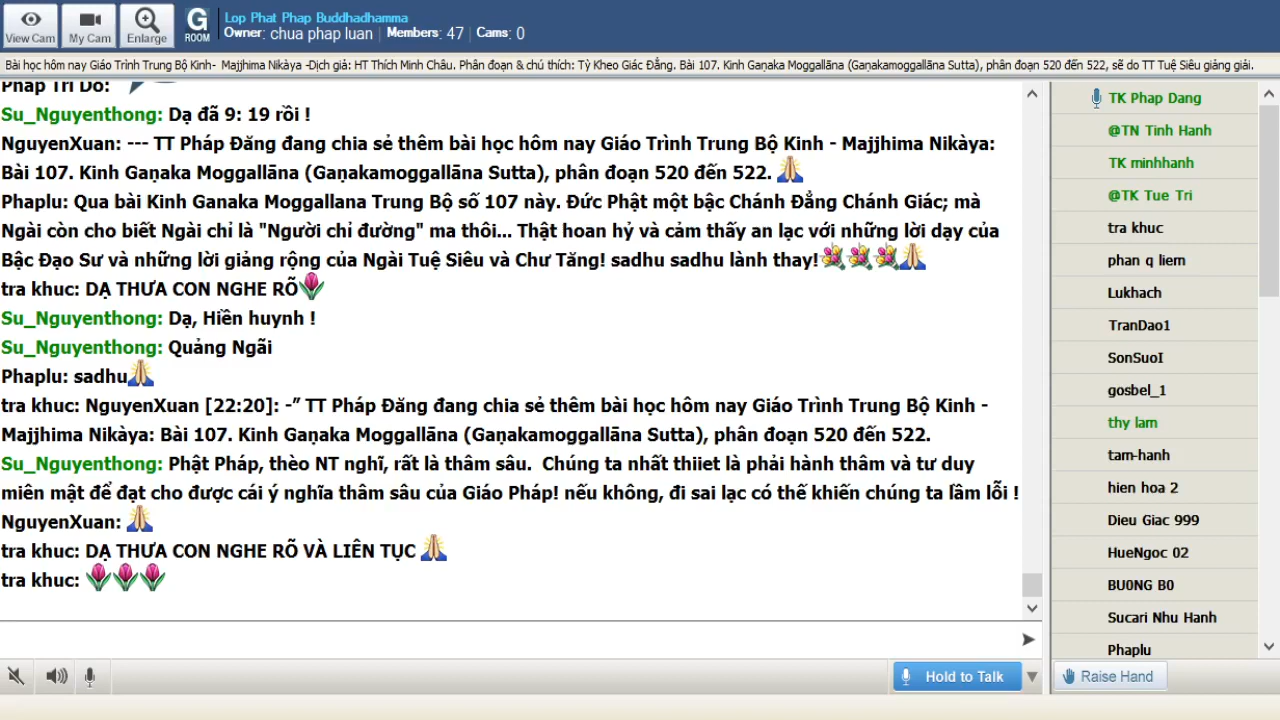 View Cam
My Cam
Enlarge
G
ROOM
Lop Phat Phap Buddhadhamma
Owner: chua phap luan | Members: 47 | Cams: 0
Bài học hôm nay Giáo Trình Trung Bộ Kinh- Majjhima Nikàya -Dịch giả: HT Thích Minh Châu. Phân đoạn & chú thích: Tỳ Kheo Giác Đẳng. Bài 107. Kinh Gaṇaka Moggallāna (Gaṇakamoggallāna Sutta), phân đoạn 520 đến 522, sẽ do TT Tuệ Siêu giảng giải.
Phap Tri Do:
Su_Nguyenthong: Dạ đã 9: 19 rồi !
NguyenXuan: --- TT Pháp Đăng đang chia sẻ thêm bài học hôm nay Giáo Trình Trung Bộ Kinh - Majjhima Nikàya:
Bài 107. Kinh Gaṇaka Moggallāna (Gaṇakamoggallāna Sutta), phân đoạn 520 đến 522.
Phaplu: Qua bài Kinh Ganaka Moggallana Trung Bộ số 107 này. Đức Phật một bậc Chánh Đẳng Chánh Giác; mà
Ngài còn cho biết Ngài chỉ là "Người chỉ đường" ma thôi... Thật hoan hỷ và cảm thấy an lạc với những lời dạy của
Bậc Đạo Sư và những lời giảng rộng của Ngài Tuệ Siêu và Chư Tăng! sadhu sadhu lành thay!
tra khuc: DẠ THƯA CON NGHE RÕ
Su_Nguyenthong: Dạ, Hiền huynh !
Su_Nguyenthong: Quảng Ngãi
Phaplu: sadhu
tra khuc: NguyenXuan [22:20]: -” TT Pháp Đăng đang chia sẻ thêm bài học hôm nay Giáo Trình Trung Bộ Kinh -
Majjhima Nikàya: Bài 107. Kinh Gaṇaka Moggallāna (Gaṇakamoggallāna Sutta), phân đoạn 520 đến 522.
Su_Nguyenthong: Phật Pháp, thèo NT nghĩ, rất là thâm sâu.  Chúng ta nhất thiiet là phải hành thâm và tư duy
miên mật để đạt cho được cái ý nghĩa thâm sâu của Giáo Pháp! nếu không, đi sai lạc có thế khiến chúng ta lầm lỗi !
NguyenXuan:
tra khuc: DẠ THƯA CON NGHE RÕ VÀ LIÊN TỤC
tra khuc:
Hold to Talk
TK Phap Dang
@TN Tinh Hanh
TK minhhanh
@TK Tue Tri
tra khuc
phan q liem
Lukhach
TranDao1
SonSuoI
gosbel_1
thy lam
tam-hanh
hien hoa 2
Dieu Giac 999
HueNgoc 02
BU0NG B0
Sucari Nhu Hanh
Phaplu
Raise Hand